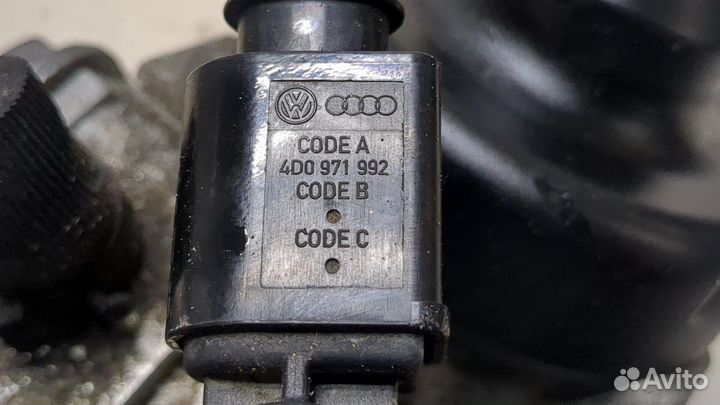 CODE A
4D0 971 992
CODE B
CODE C
Avito